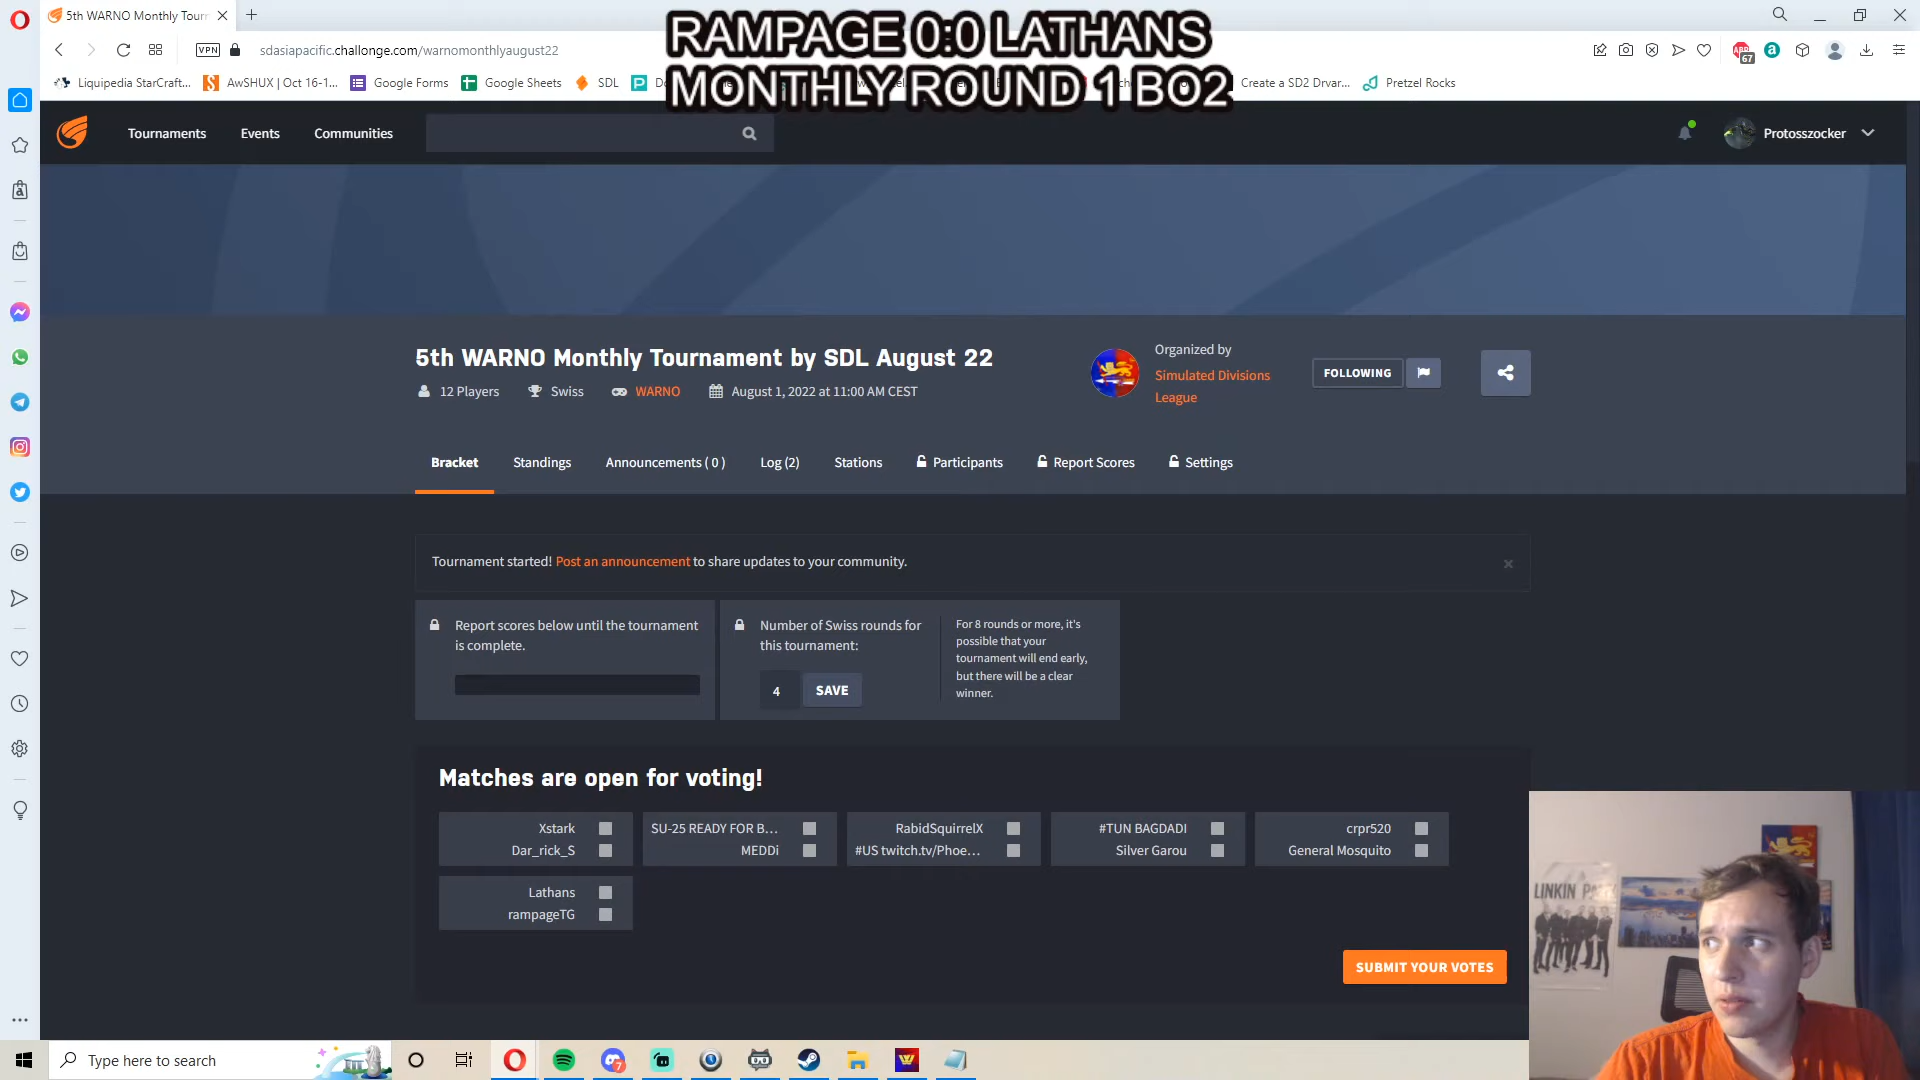 5th WARNO Monthly Tourn
RAMPAGE 0:0 LATHANS
MONTHLY ROUND 1 BO2
VPN
sdasiapacific.challonge.com/warnomonthlyaugust22
67
Liquipedia StarCraft...
AwSHUX | Oct 16-1...
Google Forms
Google Sheets
SDL
Create a SD2 Drvar...
Pretzel Rocks
Tournaments
Events
Communities
Protosszocker
5th WARNO Monthly Tournament by SDL August 22
12 Players
Swiss
WARNO
August 1, 2022 at 11:00 AM CEST
Organized by
Simulated Divisions
League
FOLLOWING
Bracket
Standings
Announcements ( 0 )
Log (2)
Stations
Participants
Report Scores
Settings
Tournament started! Post an announcement to share updates to your community.
Report scores below until the tournament
is complete.
Number of Swiss rounds for
this tournament:
4
SAVE
For 8 rounds or more, it's
possible that your
tournament will end early,
but there will be a clear
winner.
Matches are open for voting!
Xstark
Dar_rick_S
SU-25 READY FOR B...
MEDDi
RabidSquirrelX
#US twitch.tv/Phoe...
#TUN BAGDADI
Silver Garou
crpr520
General Mosquito
Lathans
rampageTG
SUBMIT YOUR VOTES
LINKIN PARK
Type here to search
7